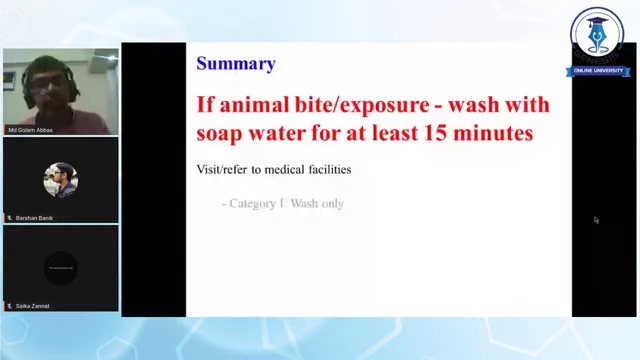 GENESIS
ONLINE UNIVERSITY
Summary
If animal bite/exposure - wash with
soap water for at least 15 minutes
Visit/refer to medical facilities
- Category I Wash only
Md Golam Abbas
Barshan Banik
Saika Zannat